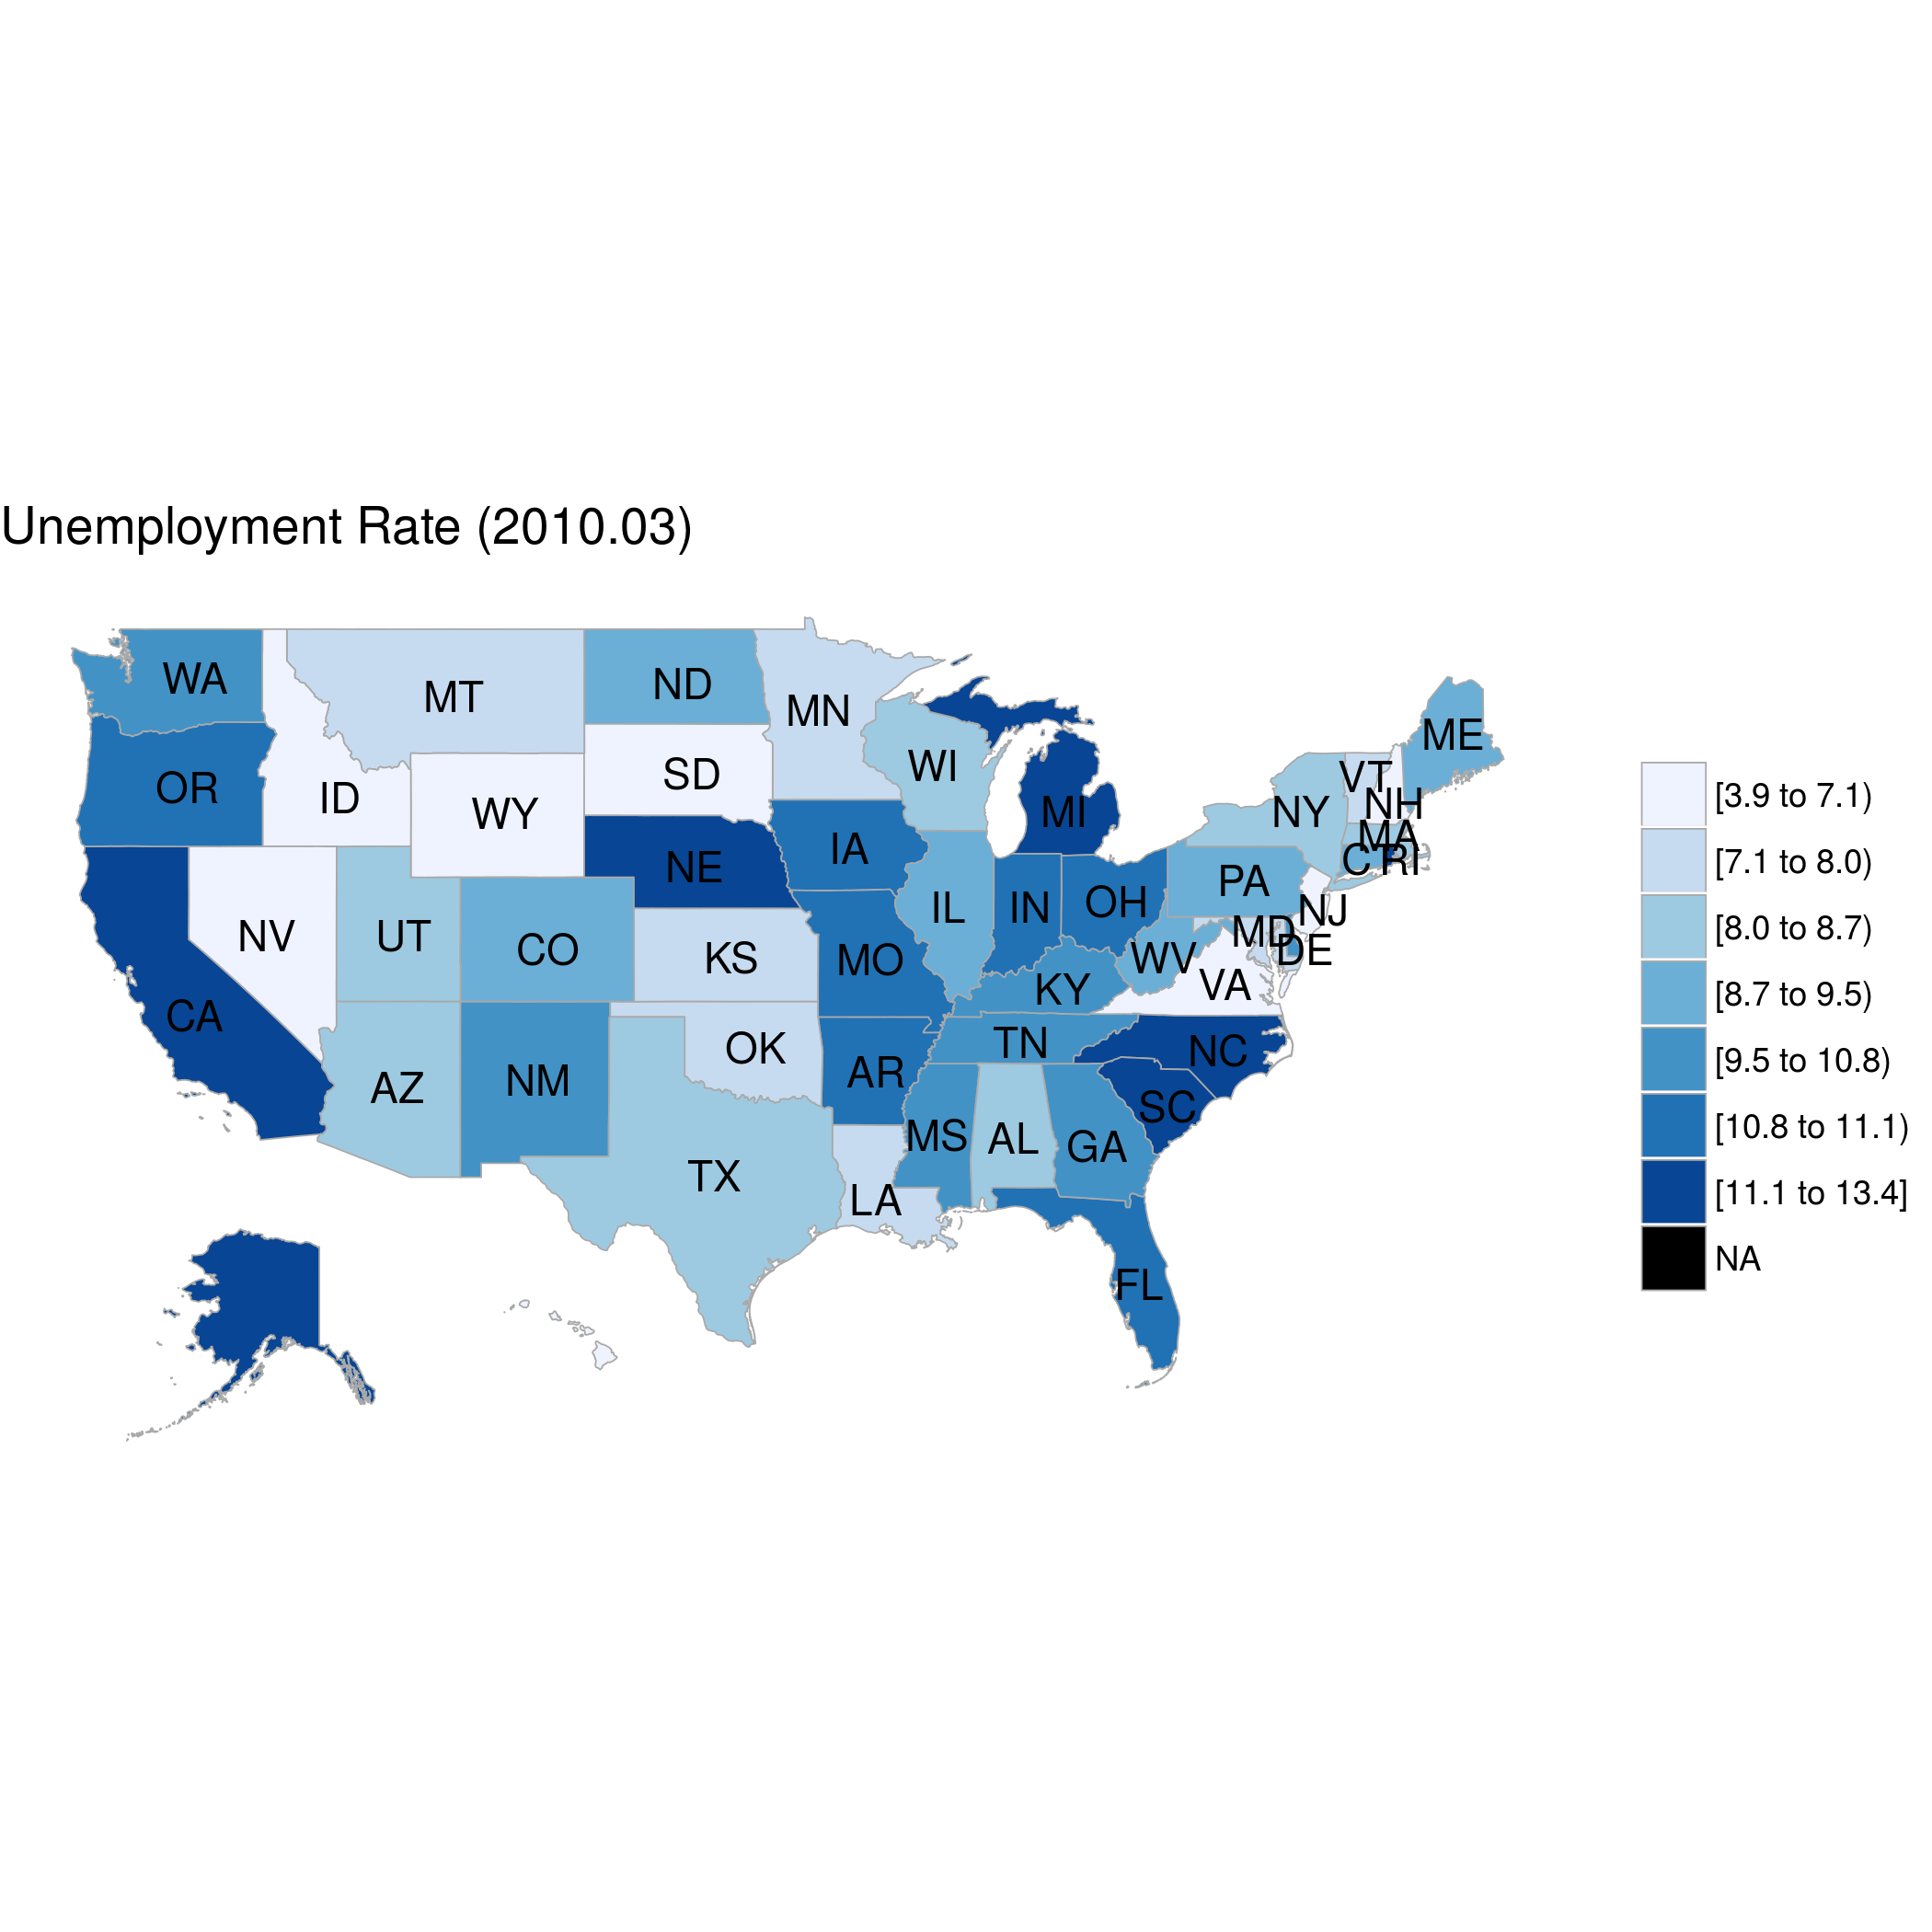 Unemployment Rate (2010.03)
WA
MT
ND
MN
ME
OR
ID
WY
SD
WI
MI
NY
VT
NH
MA
CT
RI
NV
UT
CO
NE
IA
IL
IN
OH
PA
NJ
MD
DE
CA
KS
MO
KY
WV
VA
AZ
NM
OK
AR
TN
NC
SC
TX
LA
MS
AL
GA
FL
[3.9 to 7.1)
[7.1 to 8.0)
[8.0 to 8.7)
[8.7 to 9.5)
[9.5 to 10.8)
[10.8 to 11.1)
[11.1 to 13.4]
NA